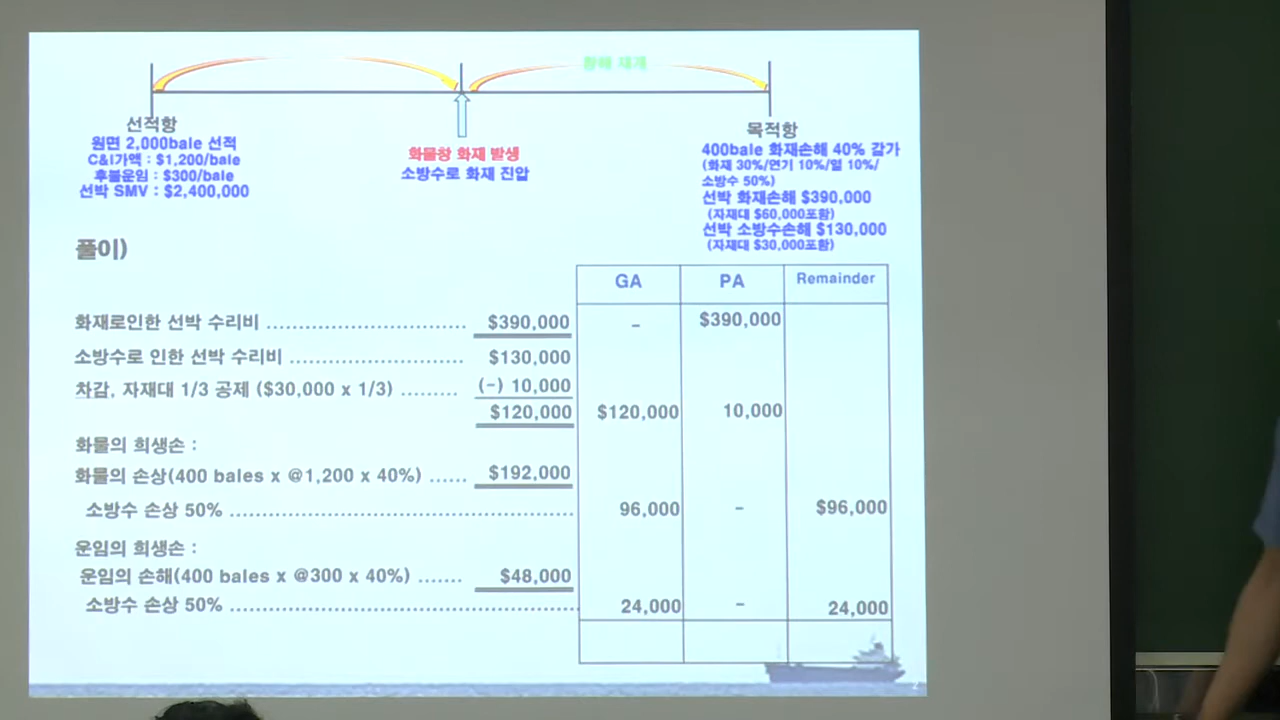 항해 재개
선적항
원면 2,000bale 선적
C&I가액 : $1,200/bale
후불운임 : $300/bale
선박 SMV : $2,400,000
화물창 화재 발생
소방수로 화재 진압
목적항
400bale 화재손해 40% 감가
(화재 30%/연기 10%/열 10%/
소방수 50%)
선박 화재손해 $390,000
(자재대 $60,000포함)
선박 소방수손해 $130,000
(자재대 $30,000포함)
풀이)
GA PA Remainder
화재로인한 선박 수리비 ........................ $390,000 – $390,000
소방수로 인한 선박 수리비 ..................... $130,000
차감, 자재대 1/3 공제 ($30,000 x 1/3) ......... (-) 10,000
$120,000 $120,000 10,000
화물의 희생손 :
화물의 손상(400 bales x @1,200 x 40%) ...... $192,000
소방수 손상 50% ........................................ 96,000 – $96,000
운임의 희생손 :
운임의 손해(400 bales x @300 x 40%) ....... $48,000
소방수 손상 50% ........................................ 24,000 – 24,000